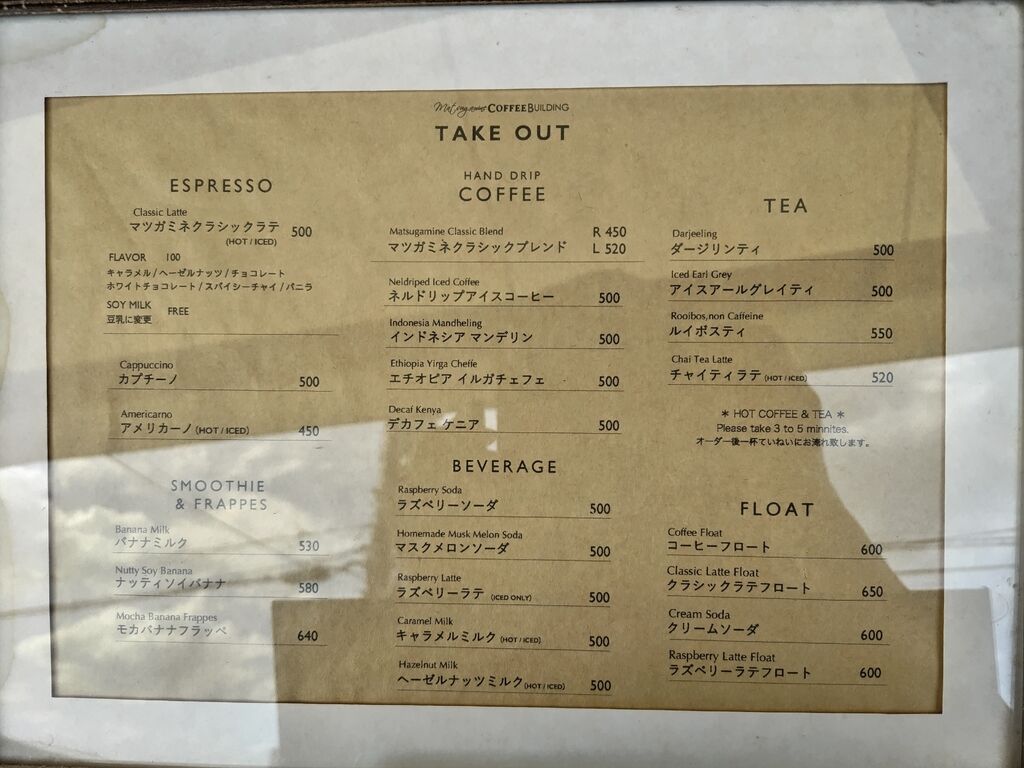 Matsugamine COFFEE BUILDING
TAKE OUT
ESPRESSO
Classic Latte
マツガミネクラシックラテ 500
(HOT / ICED)
FLAVOR 100
キャラメル / ヘーゼルナッツ / チョコレート
ホワイトチョコレート / スパイシーチャイ / バニラ
SOY MILK FREE
豆乳に変更
Cappuccino
カプチーノ 500
Americarno
アメリカーノ (HOT / ICED) 450
SMOOTHIE
& FRAPPES
Banana Milk
バナナミルク 530
Nutty Soy Banana
ナッティソイバナナ 580
Mocha Banana Frappes
モカバナナフラッペ 640
HAND DRIP
COFFEE
Matsugamine Classic Blend R 450
マツガミネクラシックブレンド L 520
Neldriped Iced Coffee
ネルドリップアイスコーヒー 500
Indonesia Mandheling
インドネシア マンデリン 500
Ethiopia Yirga Cheffe
エチオピア イルガチェフェ 500
Decaf Kenya
デカフェ ケニア 500
BEVERAGE
Raspberry Soda
ラズベリーソーダ 500
Homemade Musk Melon Soda
マスクメロンソーダ 500
Raspberry Latte
ラズベリーラテ (ICED ONLY) 500
Caramel Milk
キャラメルミルク (HOT / ICED) 500
Hazelnut Milk
ヘーゼルナッツミルク (HOT / ICED) 500
TEA
Darjeeling
ダージリンティ 500
Iced Earl Grey
アイスアールグレイティ 500
Rooibos,non Caffeine
ルイボスティ 550
Chai Tea Latte
チャイティラテ (HOT / ICED) 520
＊ HOT COFFEE & TEA ＊
Please take 3 to 5 minnites.
オーダー後一杯ていねいにお淹れ致します。
FLOAT
Coffee Float
コーヒーフロート 600
Classic Latte Float
クラシックラテフロート 650
Cream Soda
クリームソーダ 600
Raspberry Latte Float
ラズベリーラテフロート 600